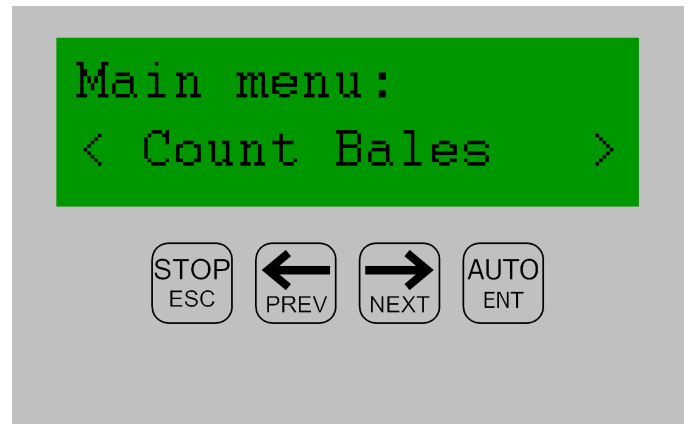 Main menu:
< Count Bales >
STOP
ESC
PREV
NEXT
AUTO
ENT